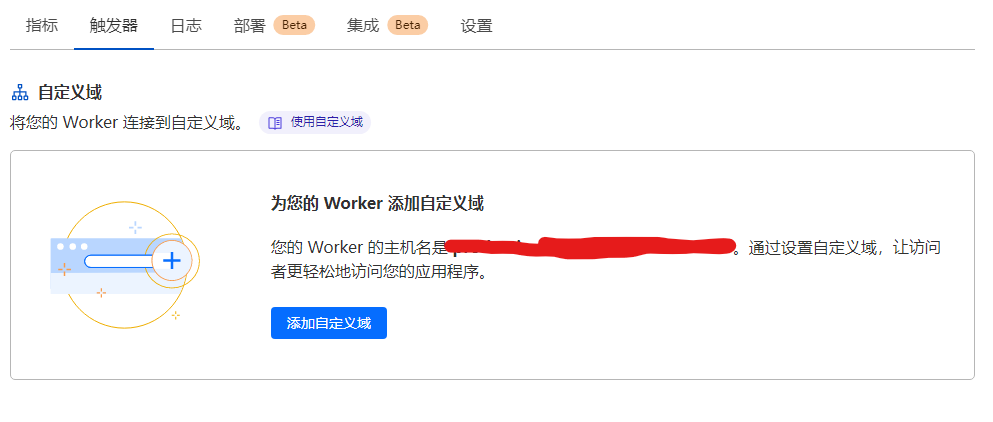 指标 触发器 日志 部署 Beta 集成 Beta 设置
自定义域
将您的 Worker 连接到自定义域。 使用自定义域
为您的 Worker 添加自定义域
您的 Worker 的主机名是 。通过设置自定义域，让访问
者更轻松地访问您的应用程序。
添加自定义域